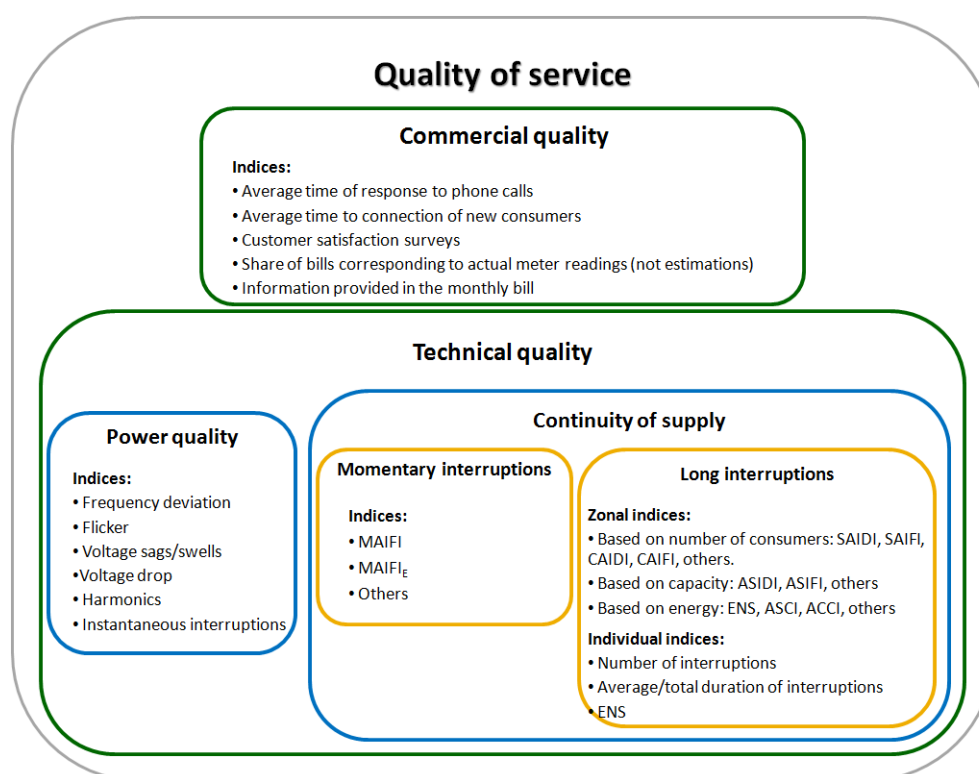 Quality of service
Commercial quality
Indices:
• Average time of response to phone calls
• Average time to connection of new consumers
• Customer satisfaction surveys
• Share of bills corresponding to actual meter readings (not estimations)
• Information provided in the monthly bill
Technical quality
Power quality
Indices:
• Frequency deviation
• Flicker
• Voltage sags/swells
•Voltage drop
• Harmonics
• Instantaneous interruptions
Continuity of supply
Momentary interruptions
Indices:
• MAIFI
• MAIFIE
• Others
Long interruptions
Zonal indices:
• Based on number of consumers: SAIDI, SAIFI,
CAIDI, CAIFI, others.
• Based on capacity: ASIDI, ASIFI, others
• Based on energy: ENS, ASCI, ACCI, others
Individual indices:
• Number of interruptions
• Average/total duration of interruptions
• ENS